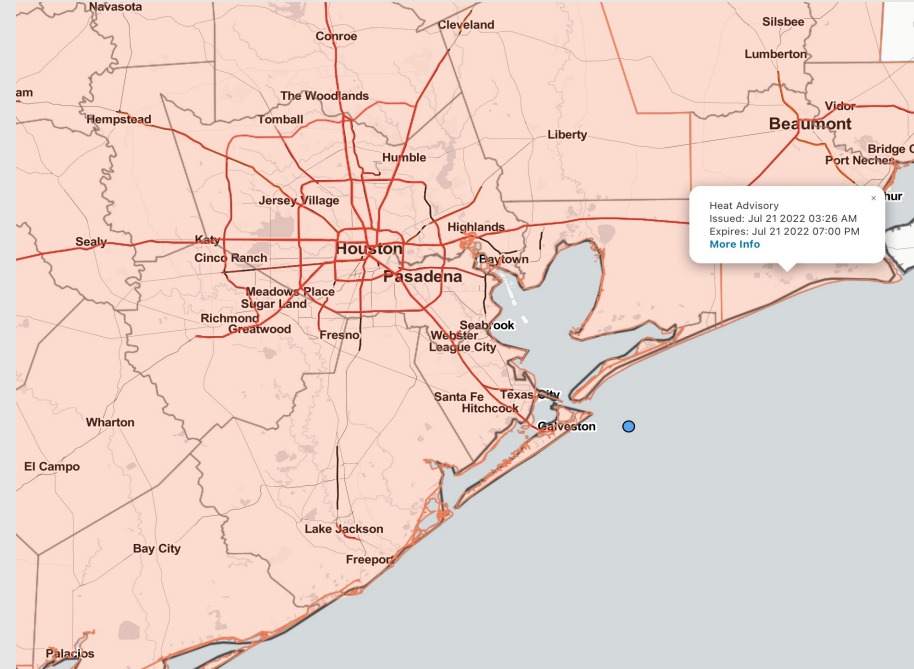 Navasota
Cleveland
Silsbee
Conroe
Lumberton
am
The Woodlands
Vidor
Hempstead
Tomball
Beaumont
Liberty
Bridge C
Humble
Port Neches
hur
Jersey Village
×
Heat Advisory
Issued: Jul 21 2022 03:26 AM
Expires: Jul 21 2022 07:00 PM
More Info
Highlands
Sealy
Katy
Houston
Cinco Ranch
Baytown
Pasadena
Meadows Place
Sugar Land
Richmond
Greatwood
Seabrook
Fresno
Webster
League City
Santa Fe
Texas City
Hitchcock
Wharton
Galveston
El Campo
Lake Jackson
Bay City
Freeport
Palacios